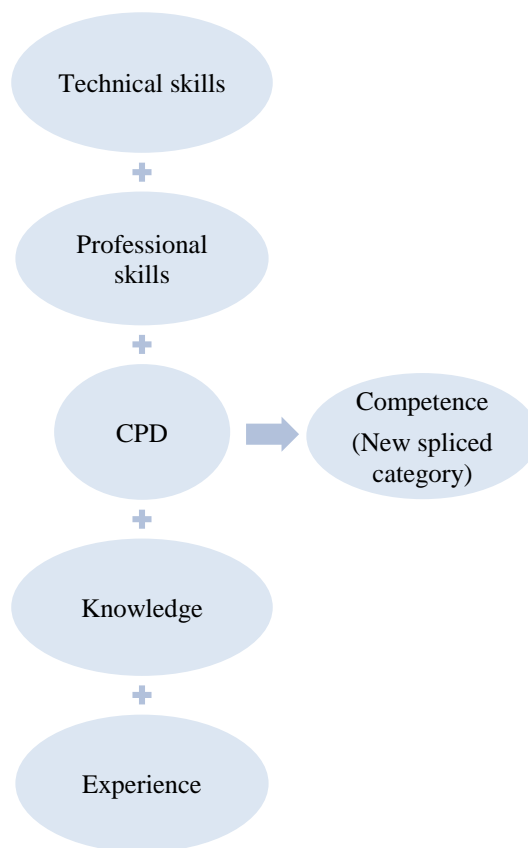 Technical skills
Professional
skills
CPD
Competence
(New spliced
category)
Knowledge
Experience